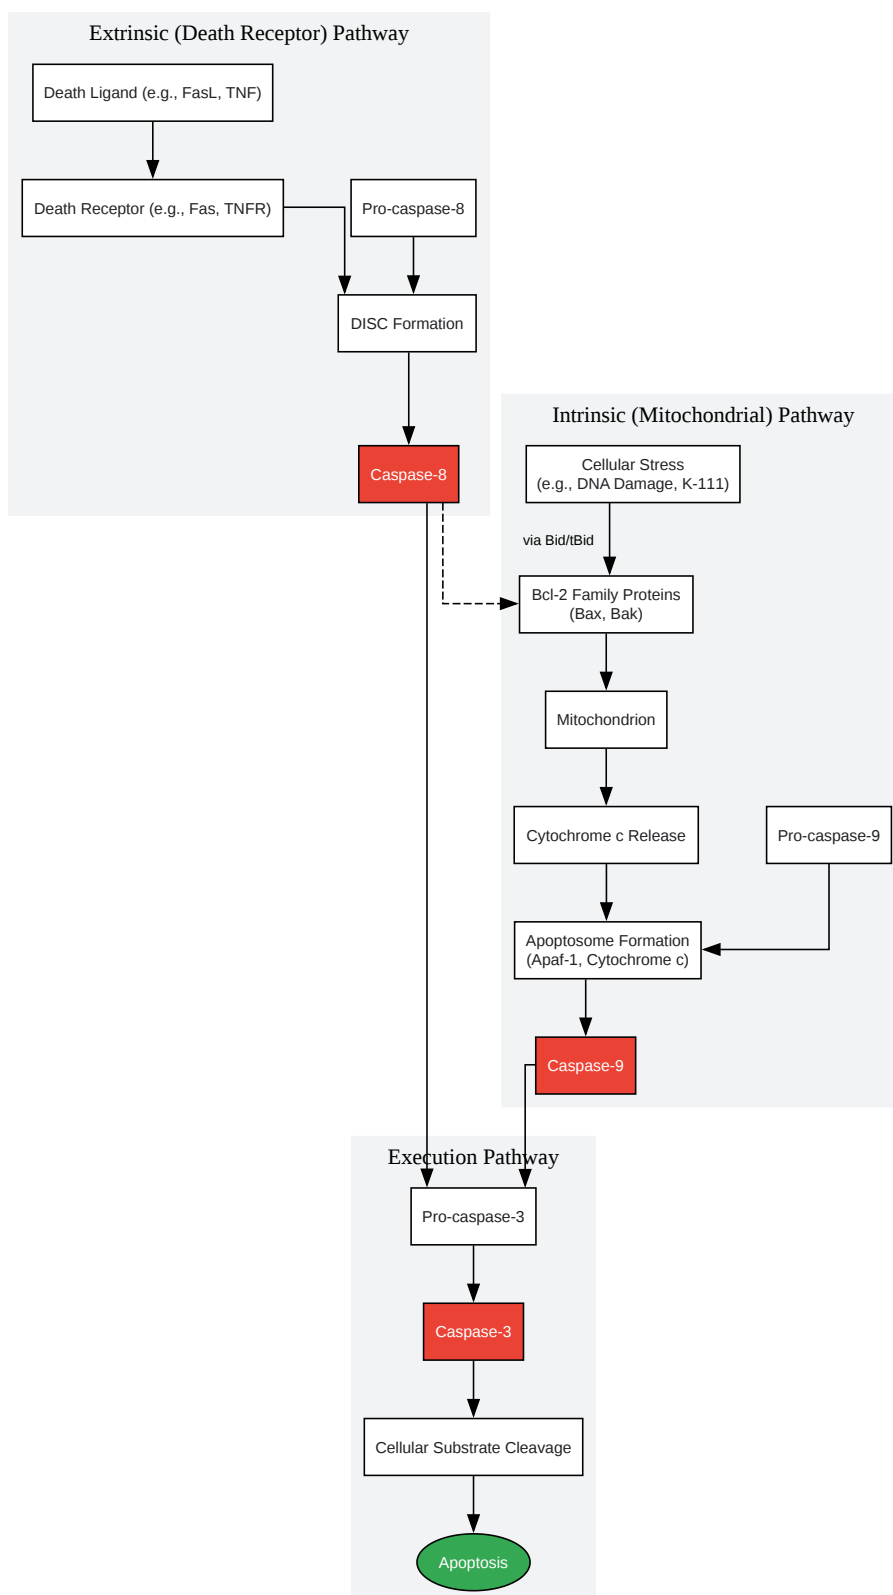 Extrinsic (Death Receptor) Pathway
Death Ligand (e.g., FasL, TNF)
Death Receptor (e.g., Fas, TNFR)
Pro-caspase-8
DISC Formation
Caspase-8
Intrinsic (Mitochondrial) Pathway
Cellular Stress
(e.g., DNA Damage, K-111)
via Bid/tBid
Bcl-2 Family Proteins
(Bax, Bak)
Mitochondrion
Cytochrome c Release
Pro-caspase-9
Apoptosome Formation
(Apaf-1, Cytochrome c)
Caspase-9
Execution Pathway
Pro-caspase-3
Caspase-3
Cellular Substrate Cleavage
Apoptosis